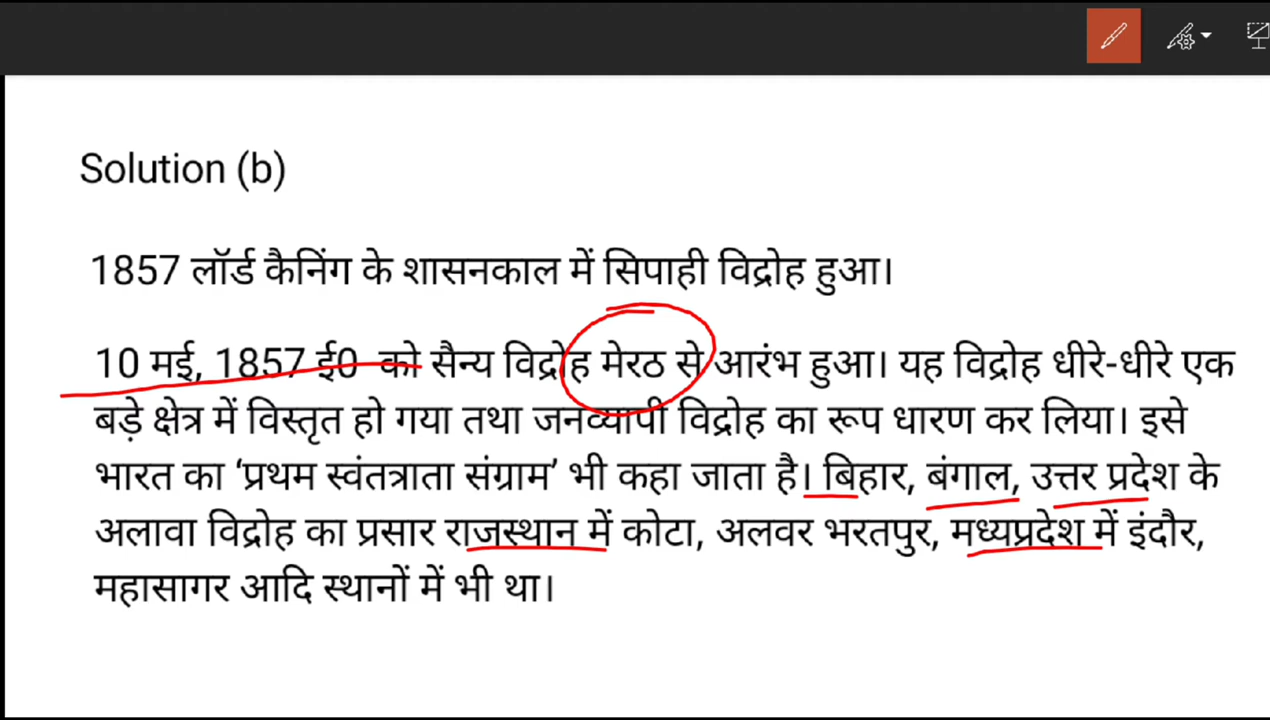 Solution (b)
1857 लॉर्ड कैनिंग के शासनकाल में सिपाही विद्रोह हुआ।
10 मई, 1857 ई0 को सैन्य विद्रोह मेरठ से आरंभ हुआ। यह विद्रोह धीरे-धीरे एक
बड़े क्षेत्र में विस्तृत हो गया तथा जनव्यापी विद्रोह का रूप धारण कर लिया। इसे
भारत का ‘प्रथम स्वंतत्राता संग्राम’ भी कहा जाता है। बिहार, बंगाल, उत्तर प्रदेश के
अलावा विद्रोह का प्रसार राजस्थान में कोटा, अलवर भरतपुर, मध्यप्रदेश में इंदौर,
महासागर आदि स्थानों में भी था।